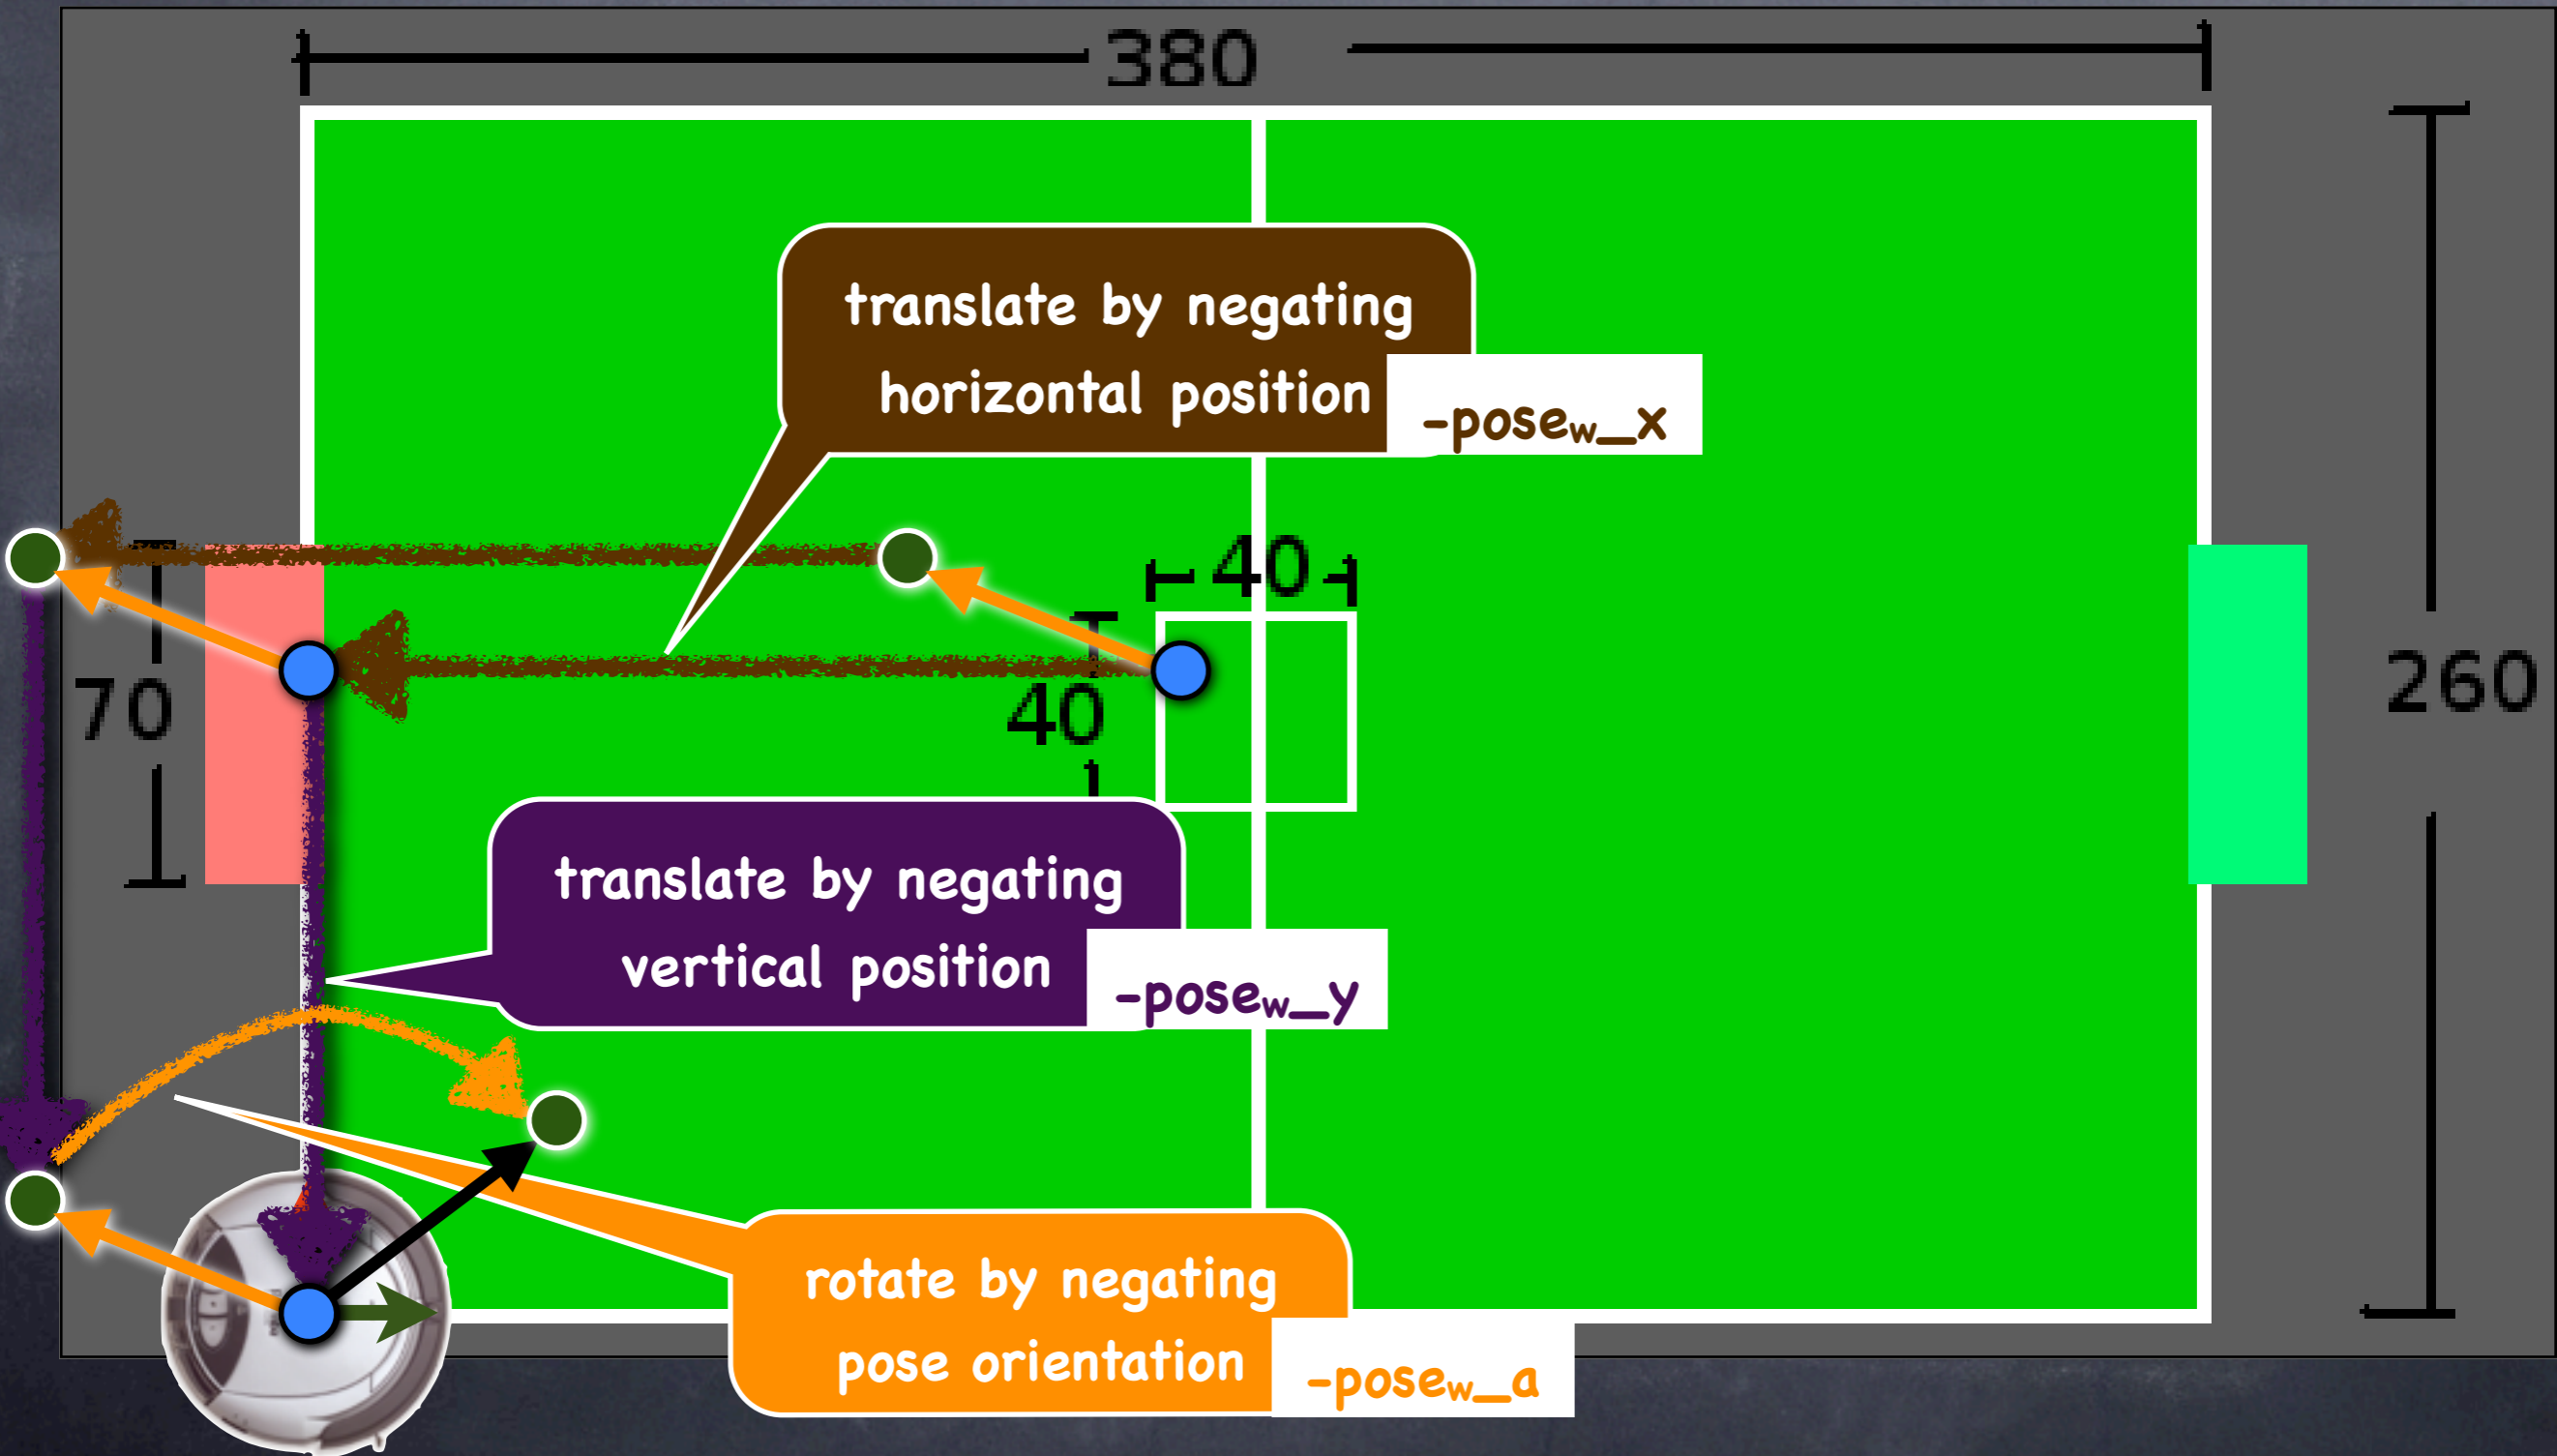 380
translate by negating
horizontal position
-posew_x
40
40
70
260
translate by negating
vertical position
-posew_y
rotate by negating
pose orientation
-posew_a